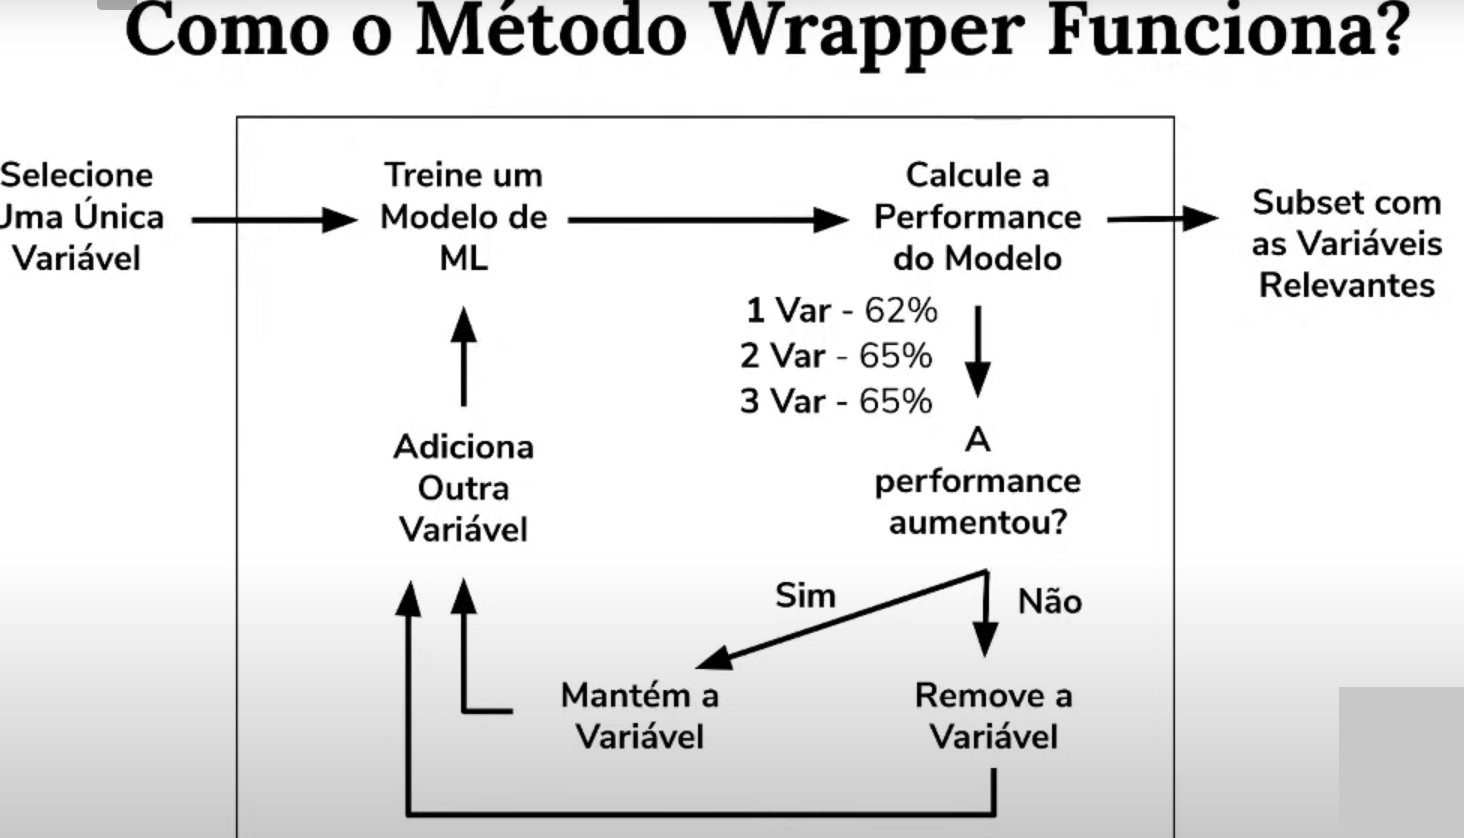 Como o Método Wrapper Funciona?
Selecione
Uma Única
Variável
Treine um
Modelo de
ML
Calcule a
Performance
do Modelo
Subset com
as Variáveis
Relevantes
1 Var - 62%
2 Var - 65%
3 Var - 65%
A
performance
aumentou?
Adiciona
Outra
Variável
Sim
Não
Mantém a
Variável
Remove a
Variável